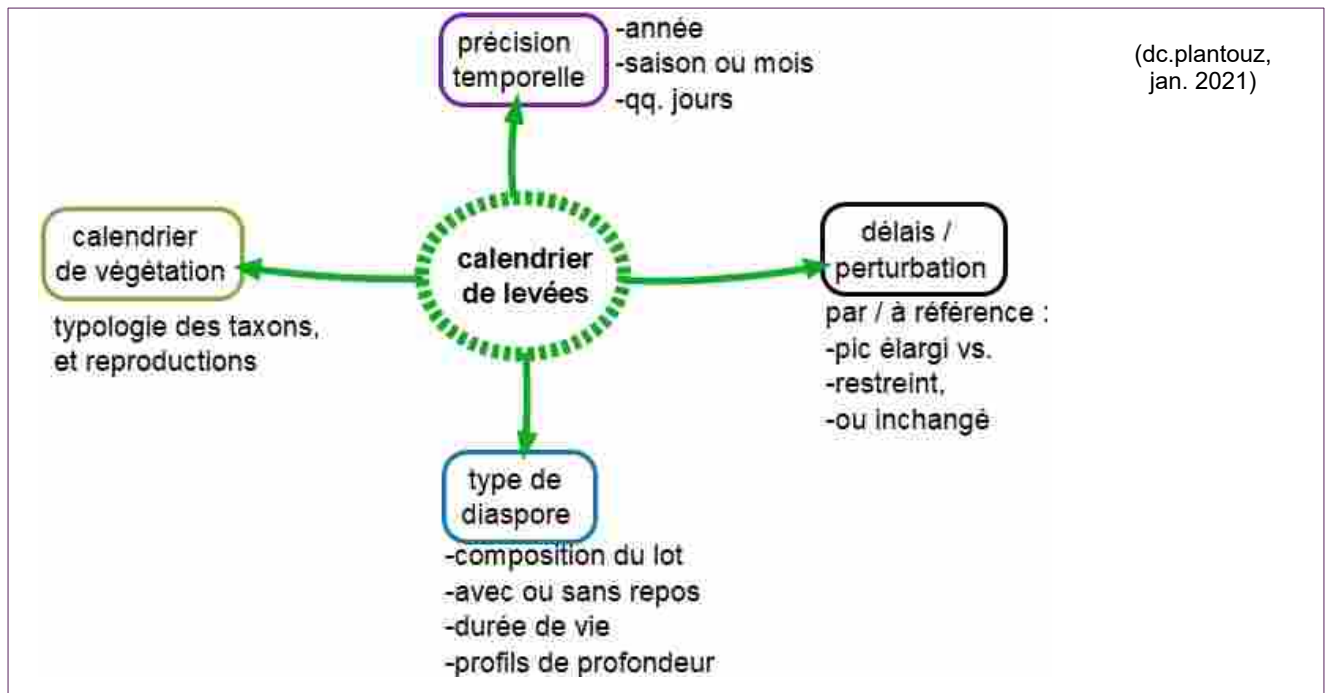 précision
temporelle
-année
-saison ou mois
-qq. jours
(dc.plantouz,
jan. 2021)
calendrier
de végétation
typologie des taxons,
et reproductions
calendrier
de levées
délais /
perturbation
par / à référence :
-pic élargi vs.
-restreint,
-ou inchangé
type de
diaspore
-composition du lot
-avec ou sans repos
-durée de vie
-profils de profondeur